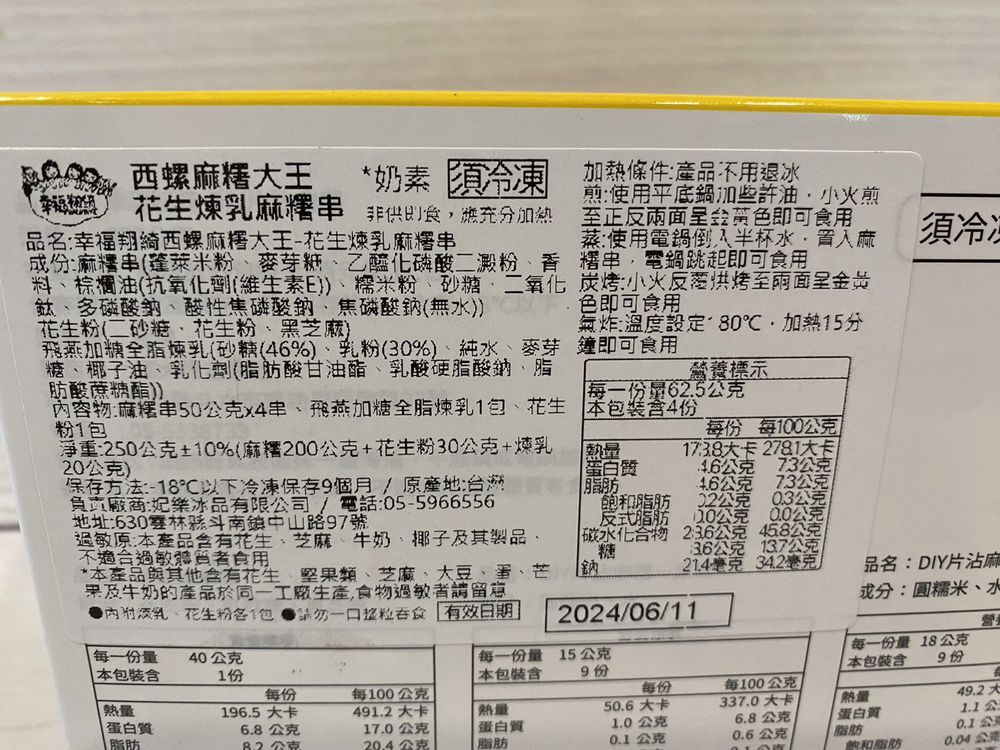 幸福翔綺
西螺麻糬大王 *奶素 須冷凍
花生煉乳麻糬串 非供即食，應充分加熱
品名:幸福翔綺西螺麻糬大王-花生煉乳麻糬串
成份:麻糬串(蓬萊米粉、麥芽糖、乙醯化磷酸二澱粉、香
料、棕櫚油(抗氧化劑(維生素E))、糯米粉、砂糖、二氧化
鈦、多磷酸鈉、酸性焦磷酸鈉、焦磷酸鈉(無水))
花生粉(二砂糖、花生粉、黑芝麻)
飛燕加糖全脂煉乳(砂糖(46%)、乳粉(30%)、純水、麥芽
糖、椰子油、乳化劑(脂肪酸甘油酯、乳酸硬脂酸鈉、脂
肪酸蔗糖酯))
內容物:麻糬串50公克x4串、飛燕加糖全脂煉乳1包、花生
粉1包
淨重:250公克±10%(麻糬200公克+花生粉30公克+煉乳
20公克)
保存方法:-18°C以下冷凍保存9個月 / 原產地:台灣
負責廠商:妃樂冰品有限公司 / 電話:05-5966556
地址:630雲林縣斗南鎮中山路97號
過敏原:本產品含有花生、芝麻、牛奶、椰子及其製品，
不適合過敏體質者食用
*本產品與其他含有花生、堅果類、芝麻、大豆、蛋、芒
果及牛奶的產品於同一工廠生產,食物過敏者請留意
●內附煉乳、花生粉各1包 ●請勿一口整粒吞食 有效日期 2024/06/11
加熱條件:產品不用退冰
煎:使用平底鍋加些許油，小火煎
至正反兩面呈金黃色即可食用
蒸:使用電鍋倒入半杯水，置入麻
糬串，電鍋跳起即可食用
炭烤:小火反覆烘烤至兩面呈金黃
色即可食用
氣炸:溫度設定180℃，加熱15分
鐘即可食用
營養標示
每一份量62.5公克
本包裝含4份
每份 每100公克
熱量 173.8大卡 278.1大卡
蛋白質 4.6公克 7.3公克
脂肪 4.6公克 7.3公克
飽和脂肪 0.2公克 0.3公克
反式脂肪 0.0公克 0.0公克
碳水化合物 28.6公克 45.8公克
糖 8.6公克 13.7公克
鈉 21.4毫克 34.2毫克
須冷
品名：DIY片沾麻
成分：圓糯米、水
每一份量 40 公克
本包裝含 1份
每份 每100 公克
熱量 196.5 大卡 491.2 大卡
蛋白質 6.8 公克 17.0 公克
脂肪 8.2 公克 20.4 公克
每一份量 15 公克
本包裝含 9 份
每份 每100 公克
熱量 50.6 大卡 337.0 大卡
蛋白質 1.0 公克 6.8 公克
脂肪 0.1 公克 0.6 公克
每一份量 18 公克
本包裝含 9 份
熱量 49.2 大
蛋白質 1.1 公
脂肪 0.1 公
飽和脂肪 0.04 公